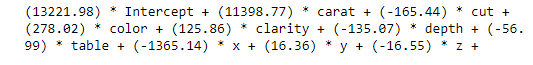 (13221.98) * Intercept + (11398.77) * carat + (-165.44) * cut +
(278.02) * color + (125.86) * clarity + (-135.07) * depth + (-56.
99) * table + (-1365.14) * x + (16.36) * y + (-16.55) * z +